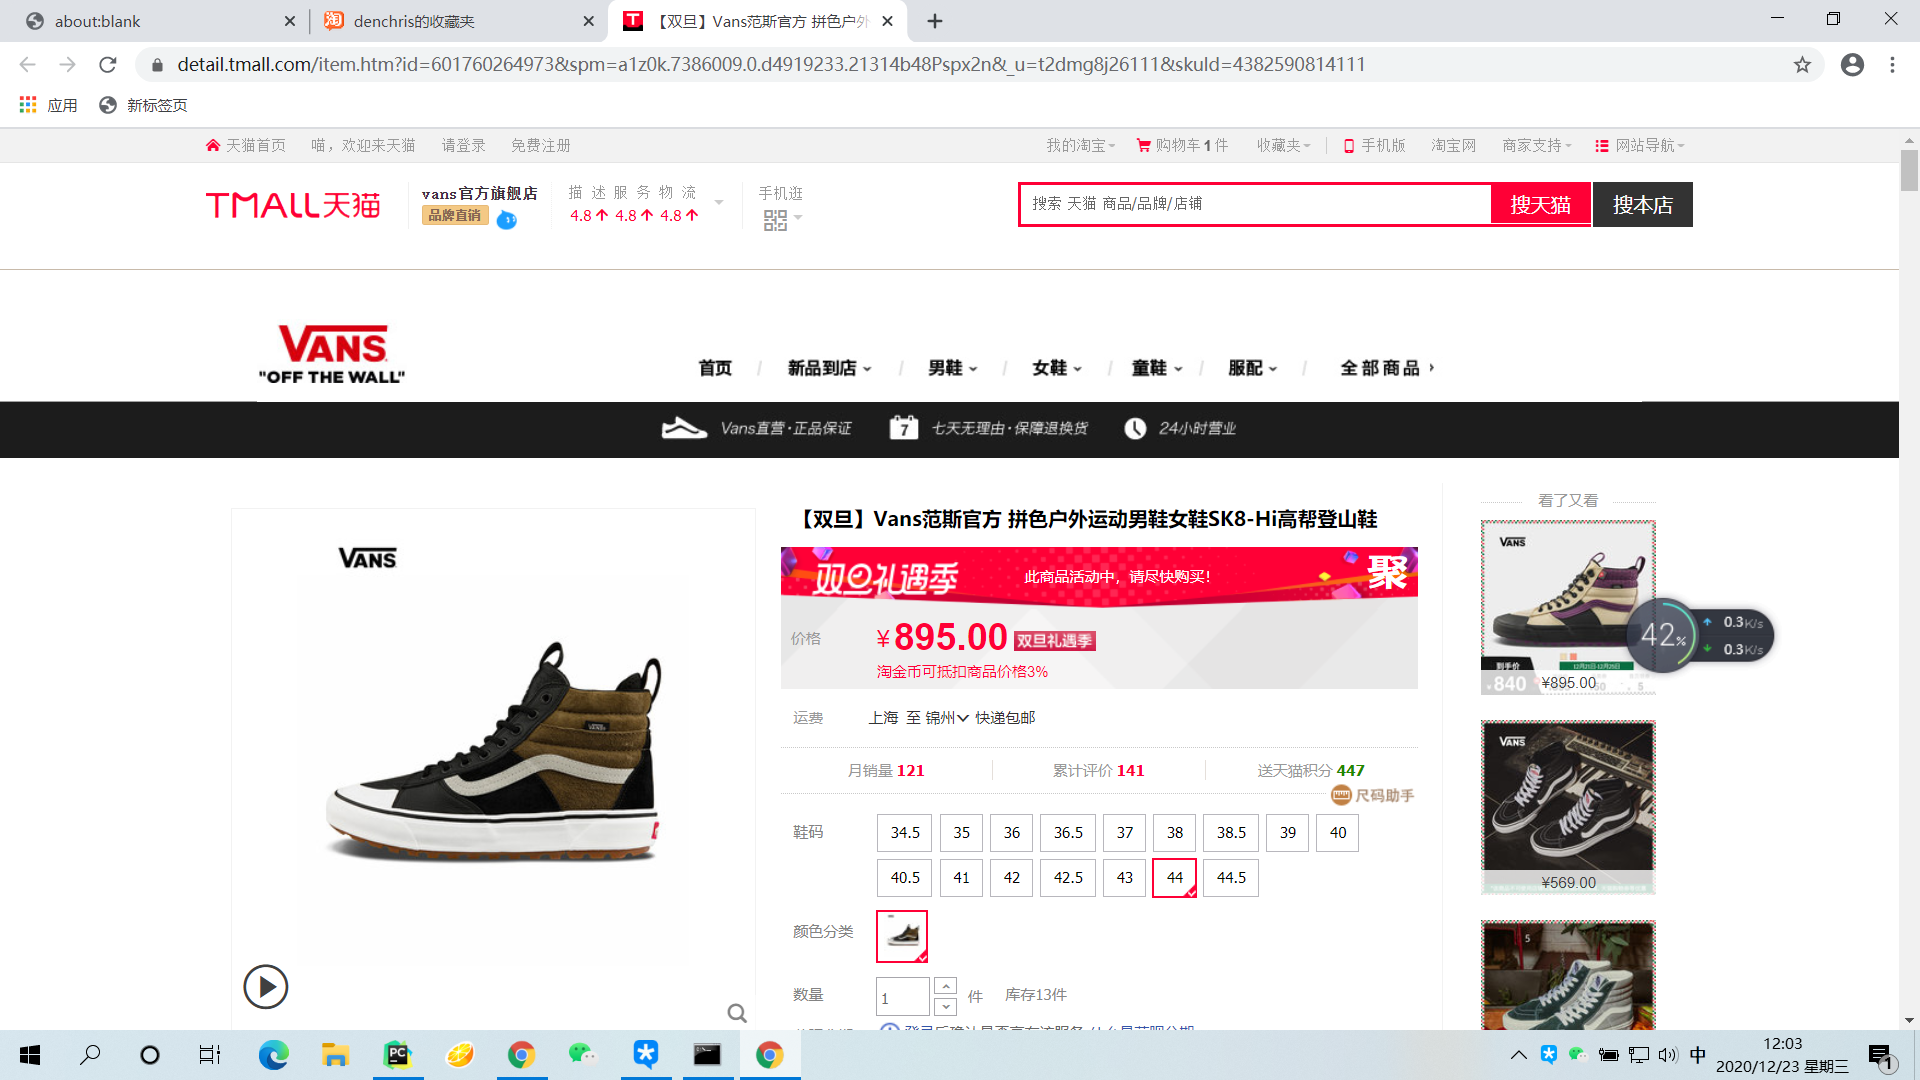 about:blank
denchris的收藏夹
【双旦】Vans范斯官方 拼色户外
detail.tmall.com/item.htm?id=601760264973&spm=a1z0k.7386009.0.d4919233.21314b48Pspx2n&_u=t2dmg8j26111&skuId=4382590814111
应用 新标签页
天猫首页 喵，欢迎来天猫 请登录 免费注册 我的淘宝 购物车1件 收藏夹 手机版 淘宝网 商家支持 网站导航
TMALL天猫
vans官方旗舰店
品牌直销
描 述 服 务 物 流
4.8 4.8 4.8
手机逛
搜索 天猫 商品/品牌/店铺
搜天猫
搜本店
VANS
"OFF THE WALL"
首页 / 新品到店 / 男鞋 / 女鞋 / 童鞋 / 服配 / 全部商品
Vans直营·正品保证 7 七天无理由·保障退换货 24小时营业
【双旦】Vans范斯官方 拼色户外运动男鞋女鞋SK8-Hi高帮登山鞋
VANS
双旦礼遇季 此商品活动中，请尽快购买！ 聚
价格 ¥895.00 双旦礼遇季
淘金币可抵扣商品价格3%
运费 上海 至 锦州 快递包邮
月销量 121 累计评价 141 送天猫积分 447
尺码助手
鞋码 34.5 35 36 36.5 37 38 38.5 39 40
40.5 41 42 42.5 43 44 44.5
颜色分类
数量 1 件 库存13件
看了又看
VANS
到手价
¥840
12月21日-12月25日
¥895.00
VANS
¥569.00
42%
0.3K/s
0.3K/s
中
12:03
2020/12/23 星期三
1